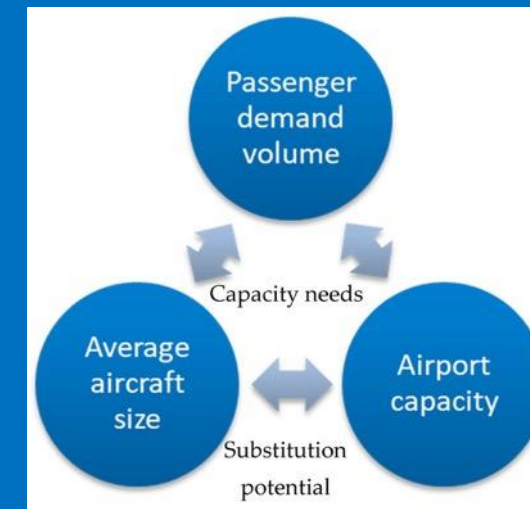 Passenger
demand
volume
Capacity needs
Average
aircraft
size
Airport
capacity
Substitution
potential